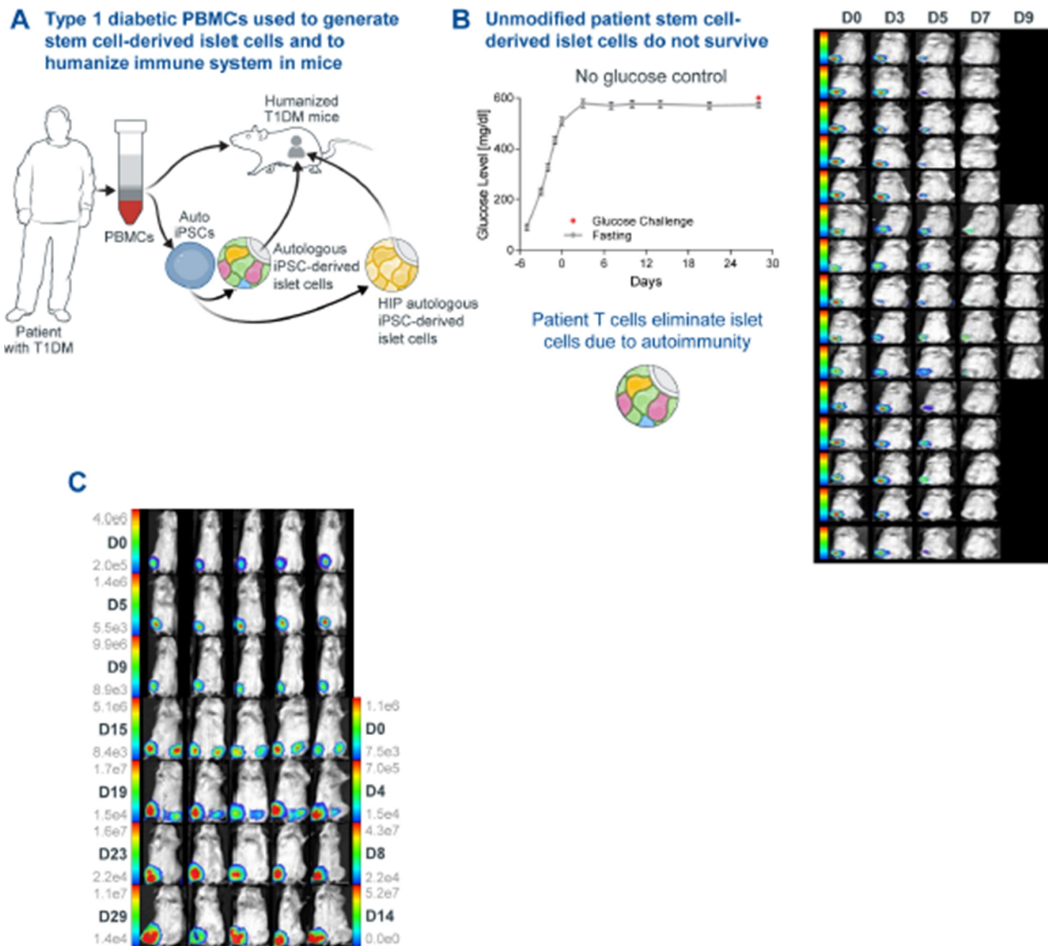 A Type 1 diabetic PBMCs used to generate
stem cell-derived islet cells and to
humanize immune system in mice
Humanized
T1DM mice
PBMCs
Auto
iPSCs
Autologous
iPSC-derived
islet cells
HIP autologous
iPSC-derived
islet cells
Patient
with T1DM
B Unmodified patient stem cell-
derived islet cells do not survive
No glucose control
Glucose Level [mg/dl]
600
400
200
0
-6
0
6
12
18
24
30
Days
Glucose Challenge
Fasting
Patient T cells eliminate islet
cells due to autoimmunity
D0 D3 D5 D7 D9
C
4.0e6
D0
2.0e5
1.4e6
D5
5.5e3
9.9e6
D9
8.9e3
5.1e6
D15
8.4e3
1.7e7
D19
1.5e4
1.6e7
D23
2.2e4
1.1e7
D29
1.4e4
1.1e6
D0
7.5e3
7.0e5
D4
1.5e4
4.3e7
D8
2.2e4
5.2e7
D14
0.0e0